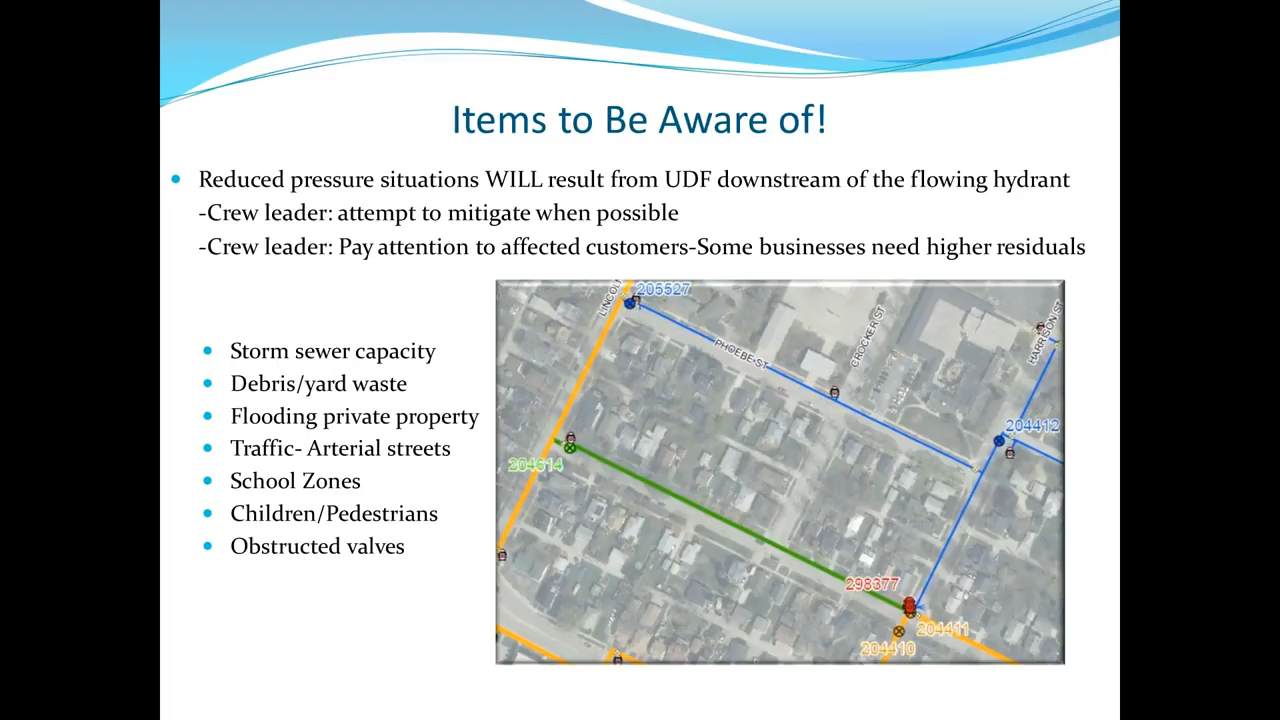 Items to Be Aware of!
Reduced pressure situations WILL result from UDF downstream of the flowing hydrant
-Crew leader: attempt to mitigate when possible
-Crew leader: Pay attention to affected customers-Some businesses need higher residuals
Storm sewer capacity
Debris/yard waste
Flooding private property
Traffic- Arterial streets
School Zones
Children/Pedestrians
Obstructed valves
205527
PHOEBE ST
CROCKER ST
HARRISON ST
204412
204614
298377
204411
204410